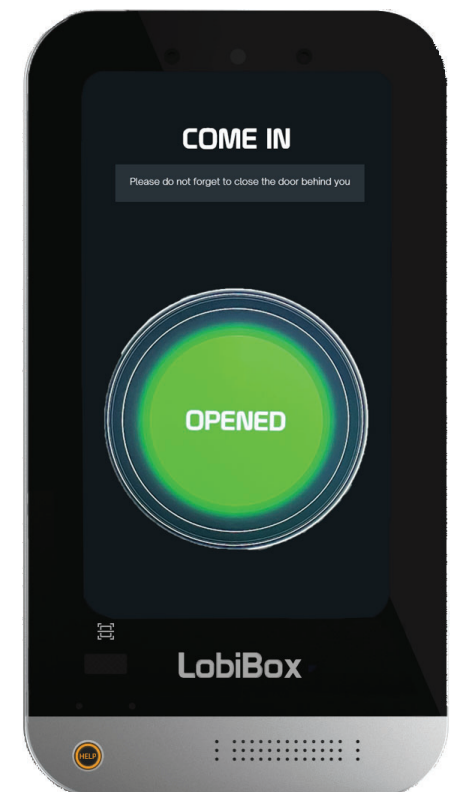 COME IN
Please do not forget to close the door behind you
OPENED
LobiBox
HELP